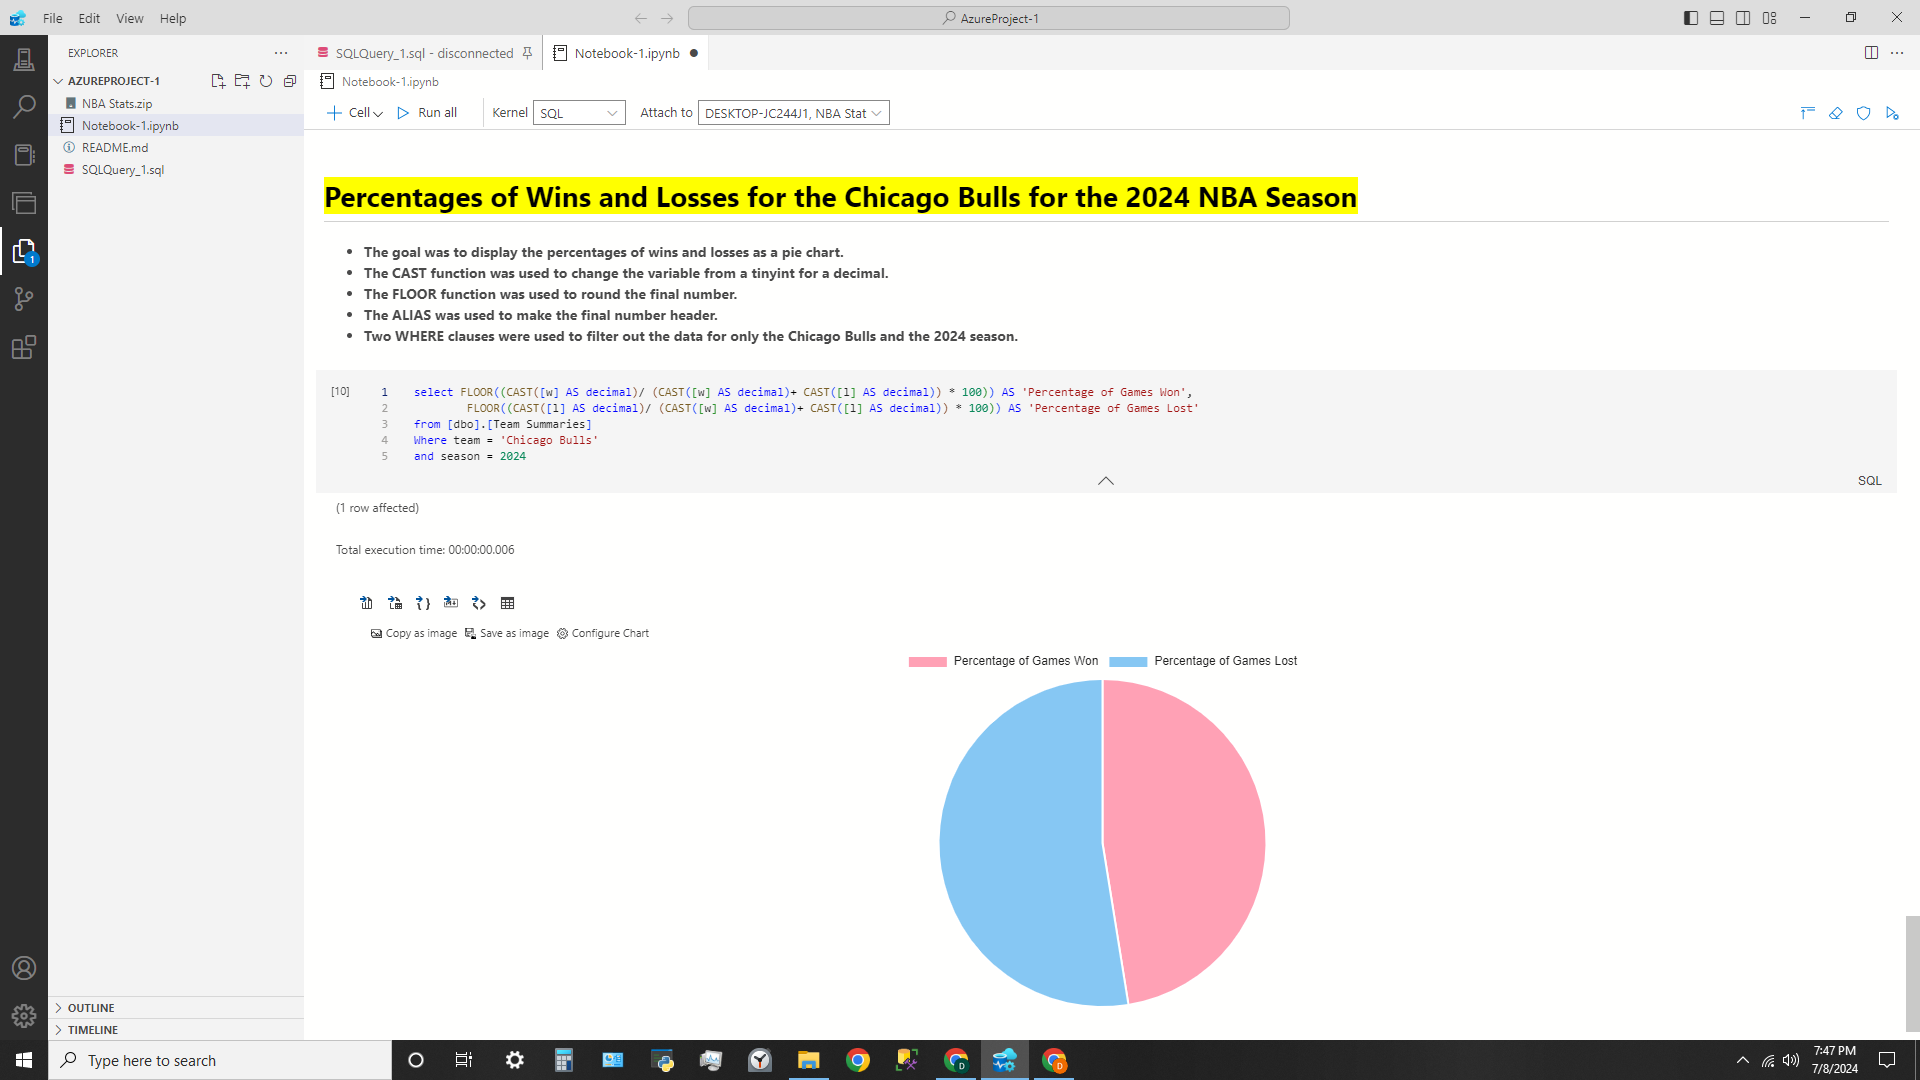 File Edit View Help
AzureProject-1
EXPLORER
AZUREPROJECT-1
NBA Stats.zip
Notebook-1.ipynb
README.md
SQLQuery_1.sql
1
OUTLINE
TIMELINE
SQLQuery_1.sql - disconnected
Notebook-1.ipynb
Notebook-1.ipynb
Cell Run all Kernel SQL Attach to DESKTOP-JC244J1, NBA Stat
Percentages of Wins and Losses for the Chicago Bulls for the 2024 NBA Season
• The goal was to display the percentages of wins and losses as a pie chart.
• The CAST function was used to change the variable from a tinyint for a decimal.
• The FLOOR function was used to round the final number.
• The ALIAS was used to make the final number header.
• Two WHERE clauses were used to filter out the data for only the Chicago Bulls and the 2024 season.
[10] 1 select FLOOR((CAST([w] AS decimal)/ (CAST([w] AS decimal)+ CAST([l] AS decimal)) * 100)) AS 'Percentage of Games Won',
2 FLOOR((CAST([l] AS decimal)/ (CAST([w] AS decimal)+ CAST([l] AS decimal)) * 100)) AS 'Percentage of Games Lost'
3 from [dbo].[Team Summaries]
4 Where team = 'Chicago Bulls'
5 and season = 2024
SQL
(1 row affected)
Total execution time: 00:00:00.006
Copy as image Save as image Configure Chart
Percentage of Games Won Percentage of Games Lost
Type here to search
D
D
7:47 PM
7/8/2024